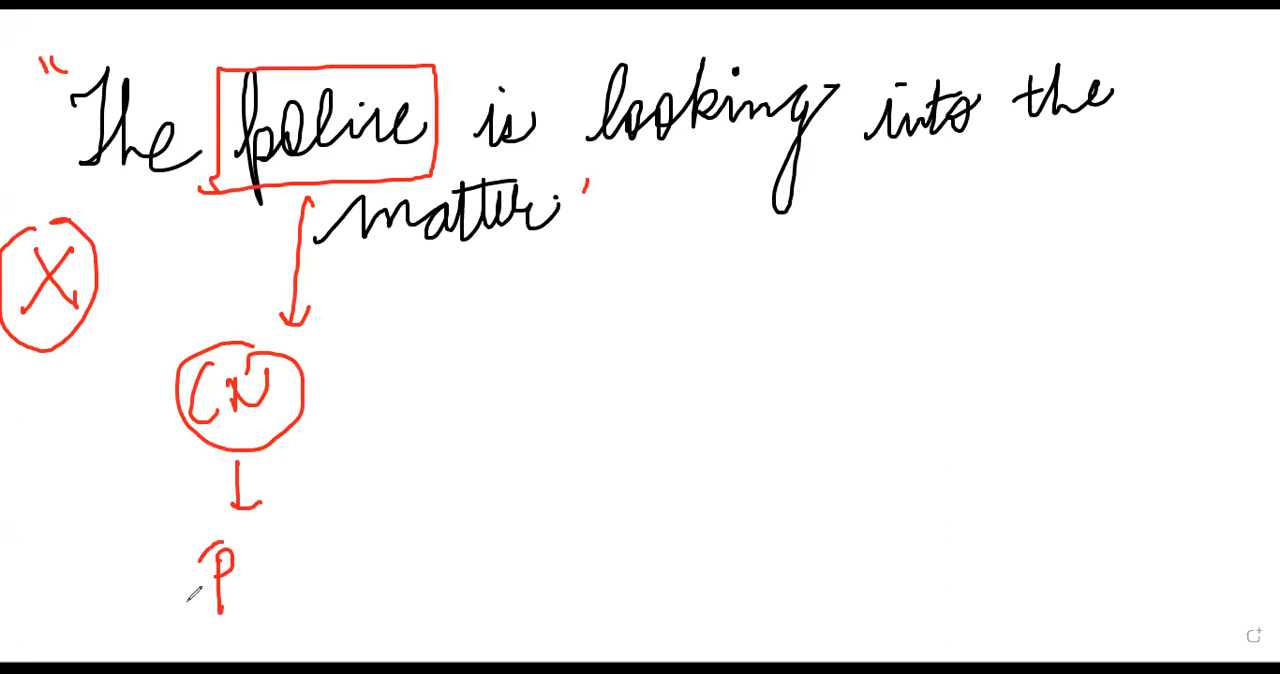 "The police is looking into the
matter.'
X
CN
P